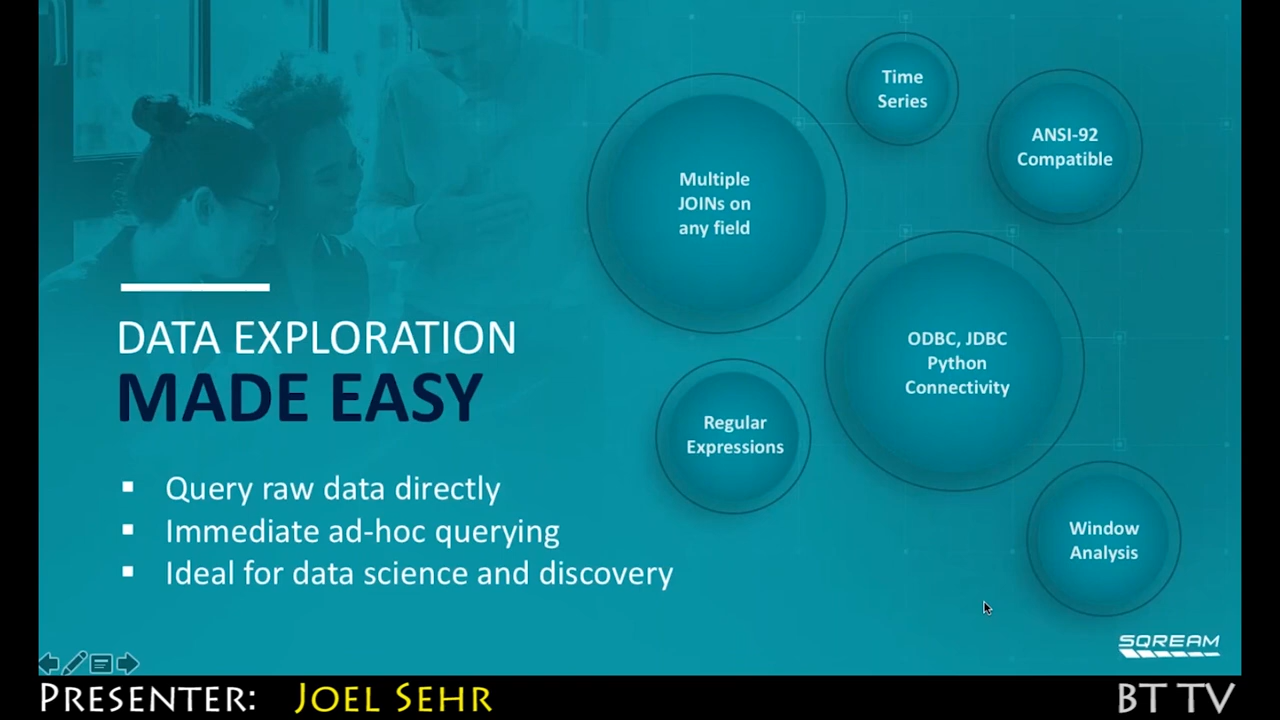 DATA EXPLORATION
MADE EASY
▪ Query raw data directly
▪ Immediate ad-hoc querying
▪ Ideal for data science and discovery
Multiple
JOINs on
any field
Time
Series
ANSI-92
Compatible
ODBC, JDBC
Python
Connectivity
Regular
Expressions
Window
Analysis
SQREAM
PRESENTER: JOEL SEHR
BT TV